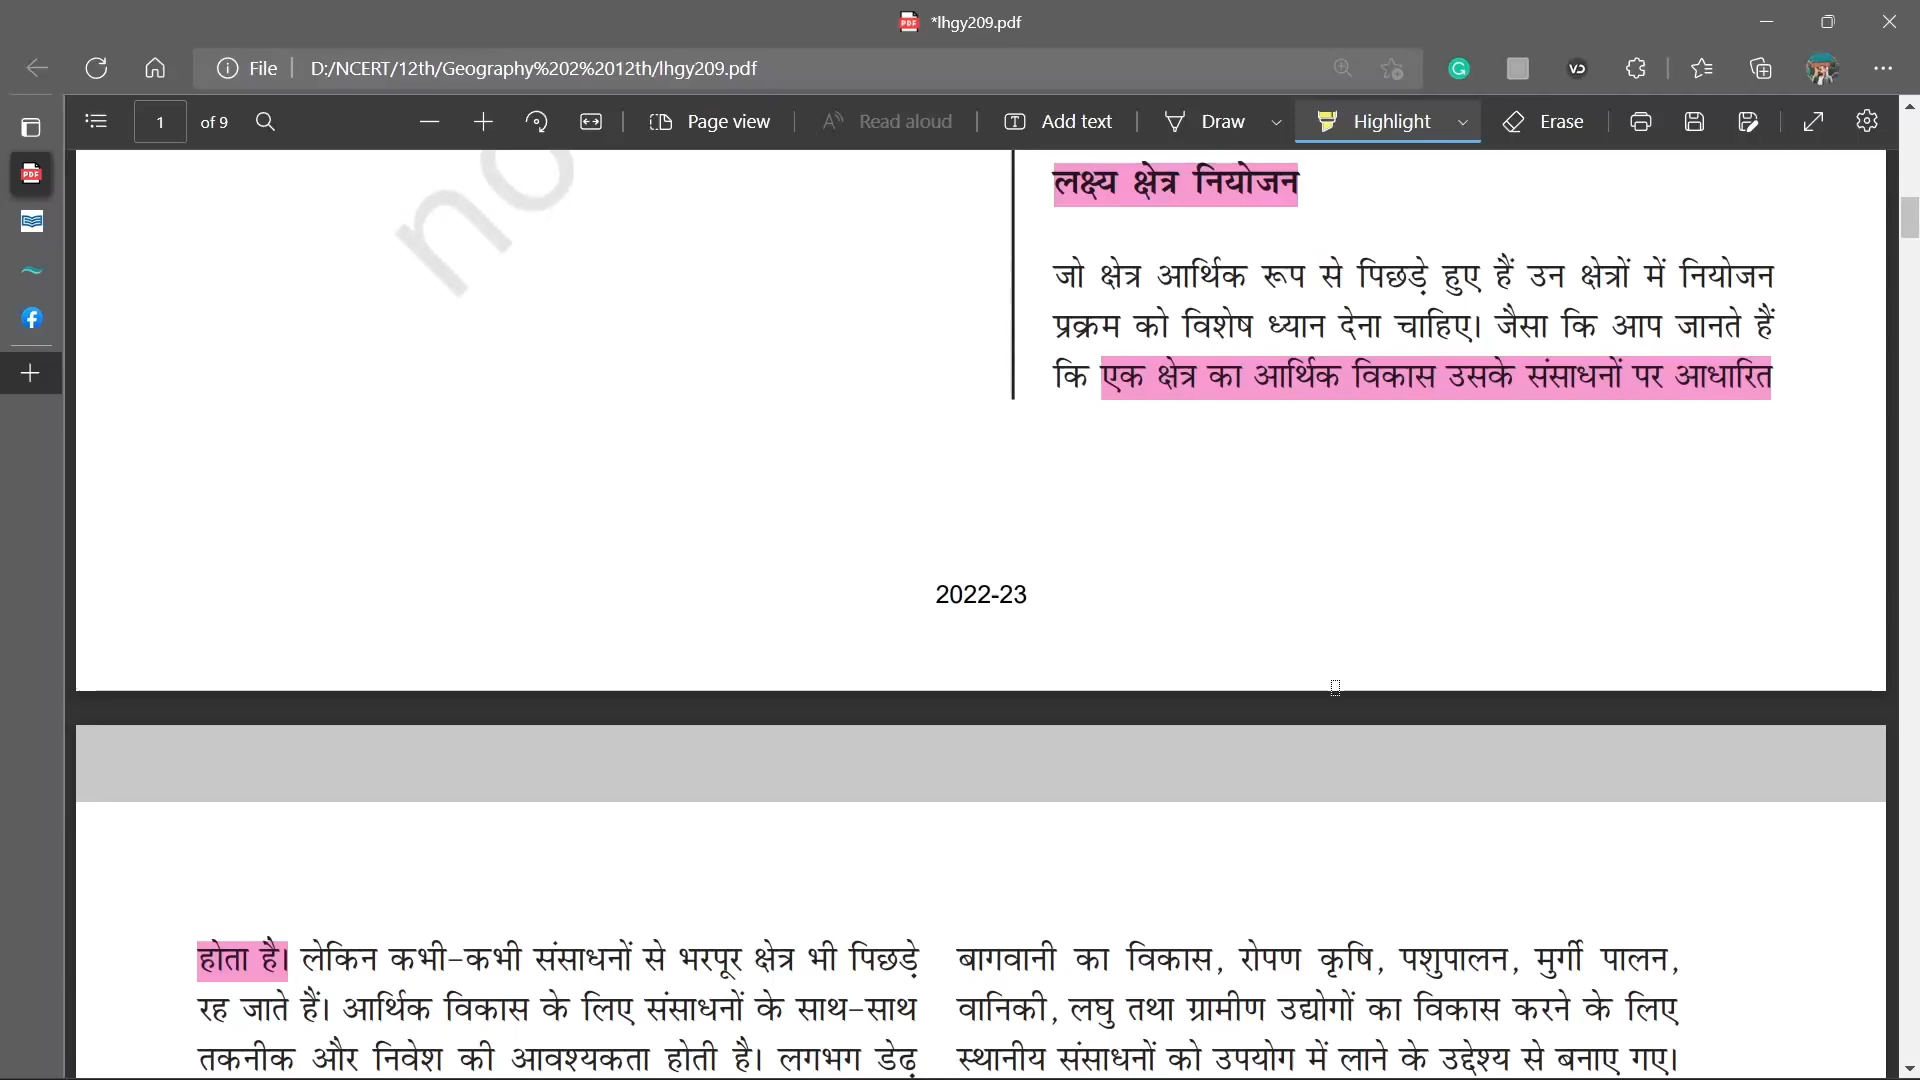 *lhgy209.pdf
File D:/NCERT/12th/Geography%202%2012th/lhgy209.pdf
1 of 9 Page view Read aloud Add text Draw Highlight Erase
no
लक्ष्य क्षेत्र नियोजन
जो क्षेत्र आर्थिक रूप से पिछड़े हुए हैं उन क्षेत्रों में नियोजन
प्रक्रम को विशेष ध्यान देना चाहिए। जैसा कि आप जानते हैं
कि एक क्षेत्र का आर्थिक विकास उसके संसाधनों पर आधारित
2022-23
होता है। लेकिन कभी-कभी संसाधनों से भरपूर क्षेत्र भी पिछड़े
रह जाते हैं। आर्थिक विकास के लिए संसाधनों के साथ-साथ
तकनीक और निवेश की आवश्यकता होती है। लगभग डेढ़
बागवानी का विकास, रोपण कृषि, पशुपालन, मुर्गी पालन,
वानिकी, लघु तथा ग्रामीण उद्योगों का विकास करने के लिए
स्थानीय संसाधनों को उपयोग में लाने के उद्देश्य से बनाए गए।